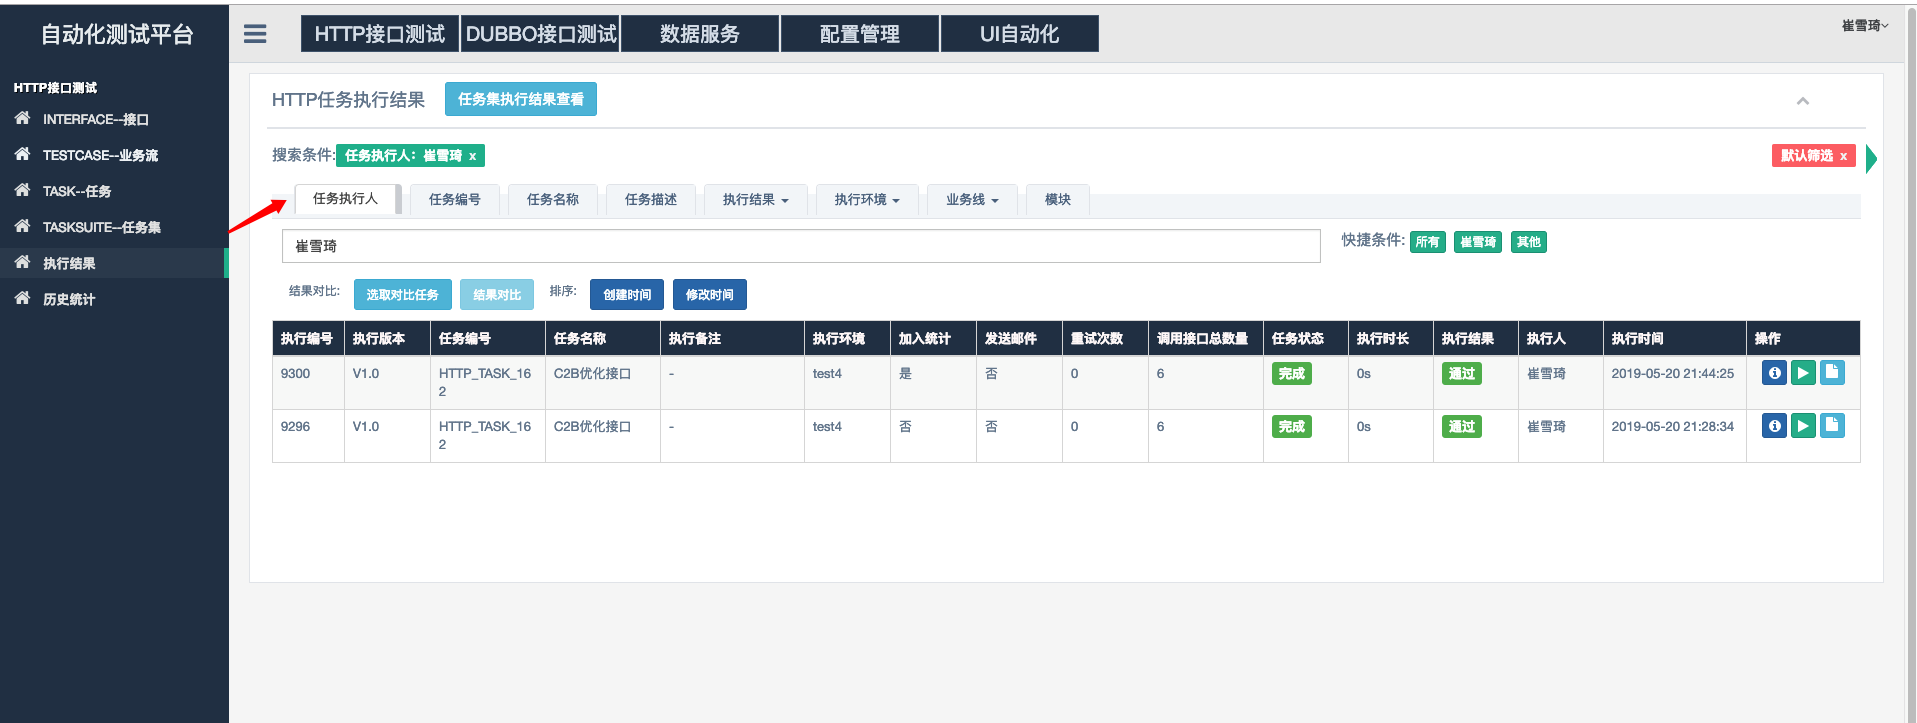 自动化测试平台
HTTP接口测试 DUBBO接口测试 数据服务 配置管理 UI自动化
崔雪琦
HTTP接口测试
INTERFACE--接口
TESTCASE--业务流
TASK--任务
TASKSUITE--任务集
执行结果
历史统计
HTTP任务执行结果 任务集执行结果查看
搜索条件: 任务执行人：崔雪琦 x 默认筛选 x
任务执行人 任务编号 任务名称 任务描述 执行结果 执行环境 业务线 模块
崔雪琦
快捷条件: 所有 崔雪琦 其他
结果对比: 选取对比任务 结果对比 排序: 创建时间 修改时间
执行编号 执行版本 任务编号 任务名称 执行备注 执行环境 加入统计 发送邮件 重试次数 调用接口总数量 任务状态 执行时长 执行结果 执行人 执行时间 操作
9300 V1.0 HTTP_TASK_16 C2B优化接口 - test4 是 否 0 6 完成 0s 通过 崔雪琦 2019-05-20 21:44:25
2
9296 V1.0 HTTP_TASK_16 C2B优化接口 - test4 否 否 0 6 完成 0s 通过 崔雪琦 2019-05-20 21:28:34
2